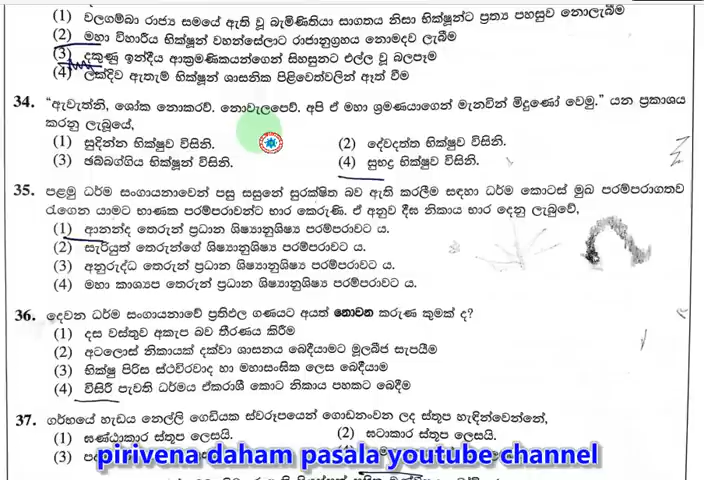 (1) වලගම්බා රාජ්‍ය සමයේ ඇති වූ බැමිණිතියා සාගතය නිසා භික්ෂූන්ට ප්‍රත්‍ය පහසුව නොලැබීම
(2) මහා විහාරීය භික්ෂූන් වහන්සේලාට රාජානුග්‍රහය නොමඳව ලැබීම
(3) දකුණු ඉන්දීය ආක්‍රමණිකයන්ගෙන් සිහසුනට එල්ල වූ බලපෑම
(4) ලක්දිව ඇතැම් භික්ෂූන් ශාසනික පිළිවෙත්වලින් ඈත් වීම
34. “ඇවැත්නි, ශෝක නොකරව්. නොවැලපෙව්. අපි ඒ මහා ශ්‍රමණයාගෙන් මැනවින් මිදුණෝ වෙමු.” යන ප්‍රකාශය
කරනු ලැබුයේ,
(1) සුදින්න භික්ෂුව විසිනි. (2) දේවදත්ත භික්ෂුව විසිනි.
(3) ඡබ්බග්ගිය භික්ෂූන් විසිනි. (4) සුභද්‍ර භික්ෂුව විසිනි.
35. පළමු ධර්ම සංගායනාවෙන් පසු සසුනේ සුරක්ෂිත බව ඇති කරලීම සඳහා ධර්ම කොටස් මුඛ පරම්පරාගතව
රැගෙන යාමට භාණක පරම්පරාවන්ට භාර කෙරුණි. ඒ අනුව දීඝ නිකාය භාර දෙනු ලැබුවේ,
(1) ආනන්ද තෙරුන් ප්‍රධාන ශිෂ්‍යානුශිෂ්‍ය පරම්පරාවට ය.
(2) සැරියුත් තෙරුන්ගේ ශිෂ්‍යානුශිෂ්‍ය පරම්පරාවට ය.
(3) අනුරුද්ධ තෙරුන් ප්‍රධාන ශිෂ්‍යානුශිෂ්‍ය පරම්පරාවට ය.
(4) මහා කාශ්‍යප තෙරුන් ප්‍රධාන ශිෂ්‍යානුශිෂ්‍ය පරම්පරාවට ය.
36. දෙවන ධර්ම සංගායනාවේ ප්‍රතිඵල ගණයට අයත් නොවන කරුණ කුමක් ද?
(1) දස වස්තුව අකැප බව තීරණය කිරීම
(2) අටලොස් නිකායක් දක්වා ශාසනය බෙදීයාමට මූලබීජ සැපයීම
(3) භික්ෂු පිරිස ස්ථවිරවාද හා මහාසංඝික ලෙස බෙදීයාම
(4) විසිරී පැවති ධර්මය ඒකරාශී කොට නිකාය පහකට බෙදීම
37. ගර්භයේ හැඩය නෙල්ලි ගෙඩියක ස්වරූපයෙන් ගොඩනංවන ලද ස්තූප හැඳින්වෙන්නේ,
(1) ඝණ්ඨාකාර ස්තූප ලෙසයි. (2) ඝටාකාර ස්තූප ලෙසයි.
(3)
pirivena daham pasala youtube channel